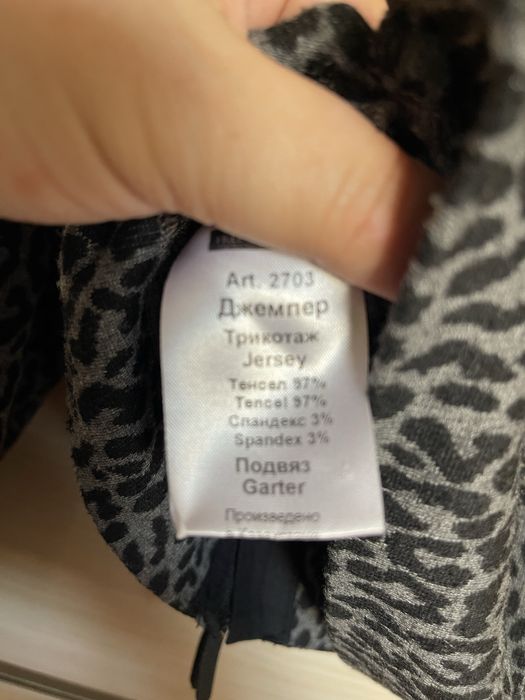 Art. 2703
Джемпер
Трикотаж
Jersey
Тенсел 97%
Tencel 97%
Спандекс 3%
Spandex 3%
Подвяз
Garter
Произведено